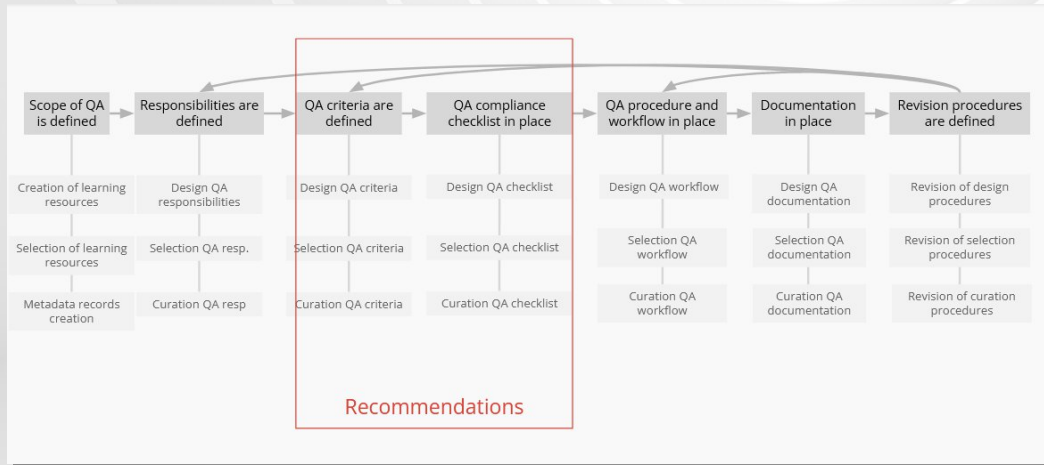 Scope of QA
is defined
Responsibilities are
defined
QA criteria are
defined
QA compliance
checklist in place
QA procedure and
workflow in place
Documentation
in place
Revision procedures
are defined
Creation of learning
resources
Design QA
responsibilities
Design QA criteria
Design QA checklist
Design QA workflow
Design QA
documentation
Revision of design
procedures
Selection of learning
resources
Selection QA resp.
Selection QA criteria
Selection QA checklist
Selection QA
workflow
Selection QA
documentation
Revision of selection
procedures
Metadata records
creation
Curation QA resp
Curation QA criteria
Curation QA checklist
Curation QA
workflow
Curation QA
documentation
Revision of curation
procedures
Recommendations